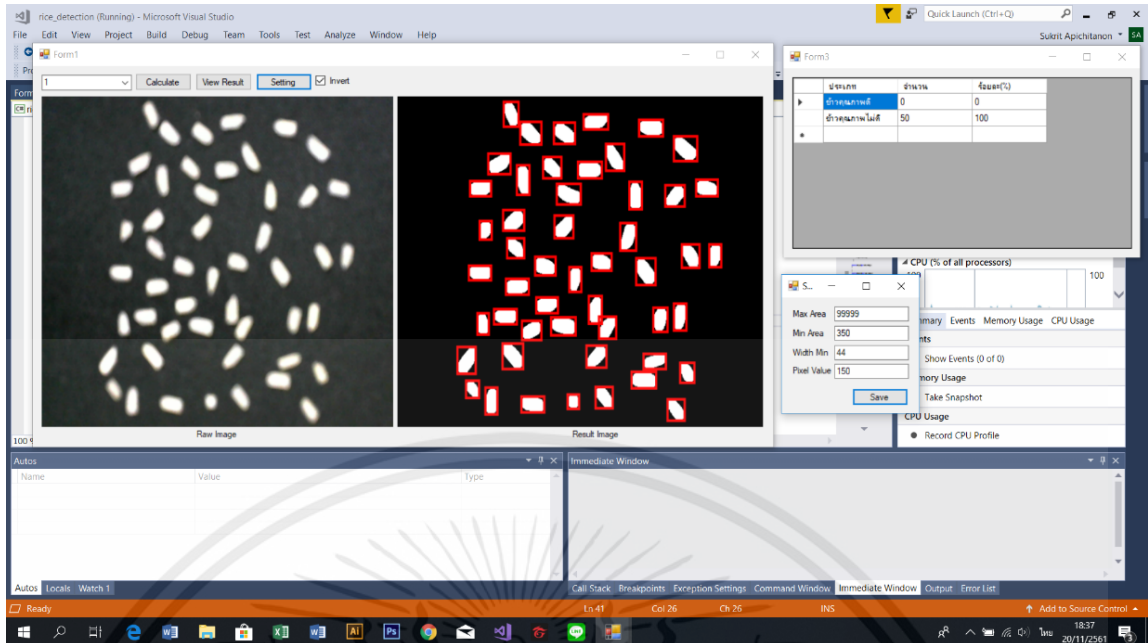 rice_detection (Running) - Microsoft Visual Studio
Quick Launch (Ctrl+Q)
File Edit View Project Build Debug Team Tools Test Analyze Window Help
Sukrit Apichitanon SA
Form1
1 Calculate View Result Setting Invert
Raw Image Result Image
Form3
ประเภท จำนวน ร้อยละ(%)
ข้าวคุณภาพดี 0 0
ข้าวคุณภาพไม่ดี 50 100
CPU (% of all processors)
100 100
S...
Max Area 99999
Min Area 350
Width Min 44
Pixel Value 150
Save
Events Memory Usage CPU Usage
Show Events (0 of 0)
Take Snapshot
CPU Usage
Record CPU Profile
Autos
Name Value Type
Immediate Window
Autos Locals Watch 1
Call Stack Breakpoints Exception Settings Command Window Immediate Window Output Error List
Ready Ln 41 Col 26 Ch 26 INS Add to Source Control
ไทย
18:37
20/11/2561